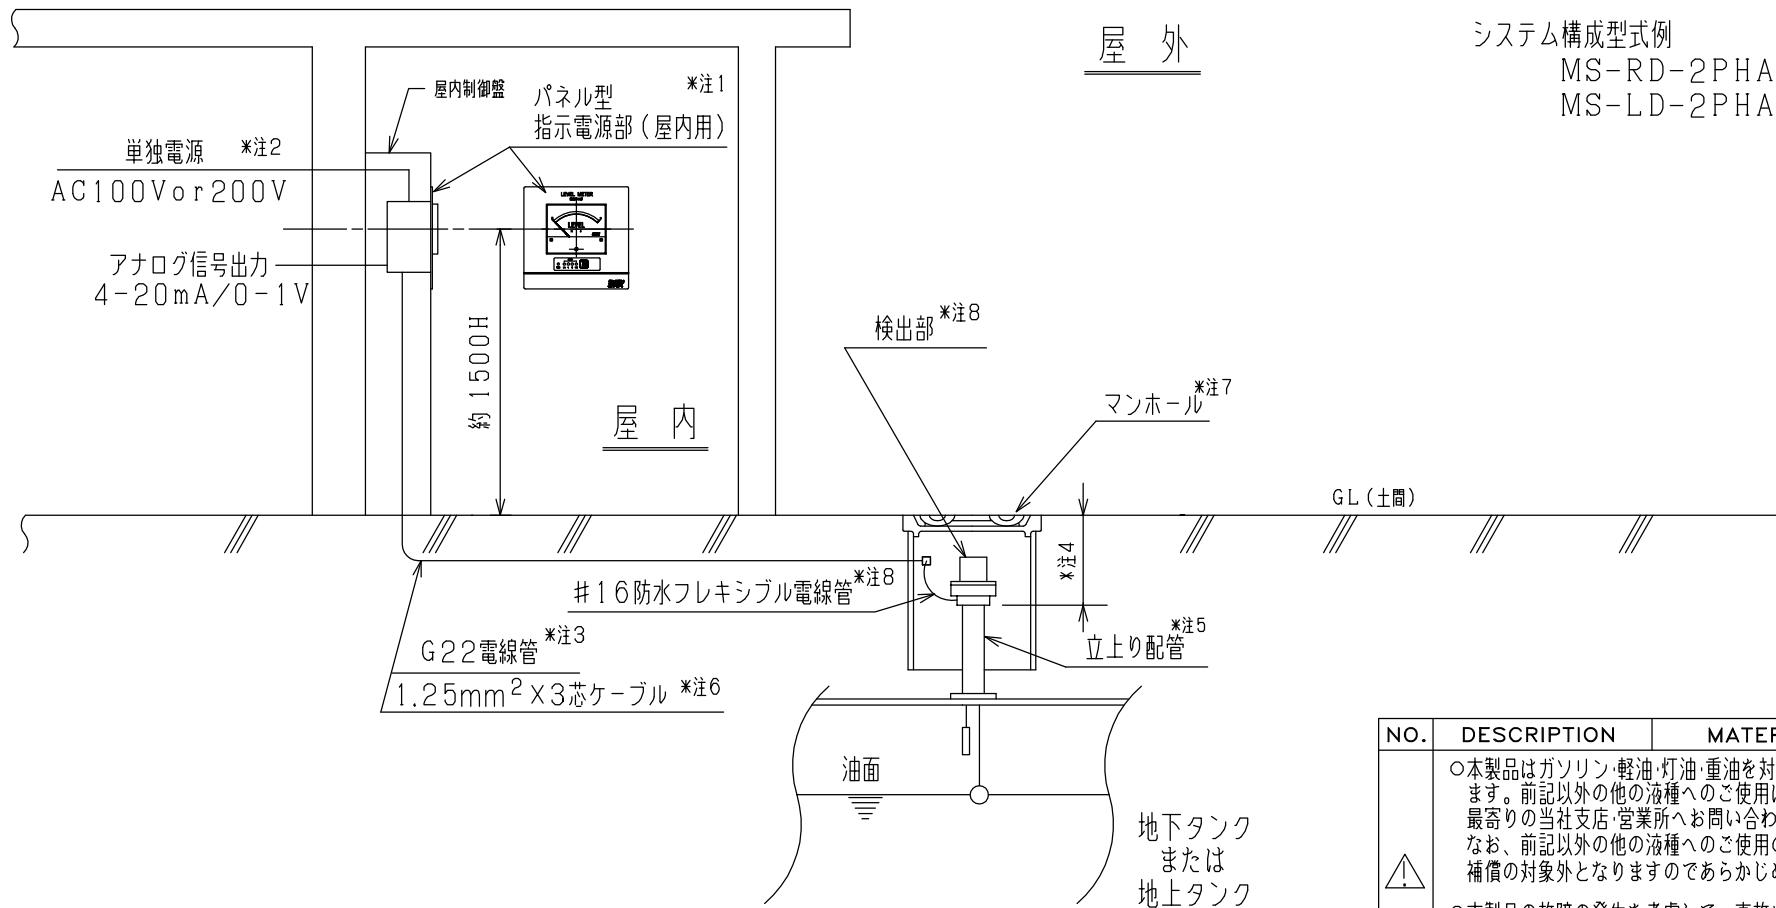 屋 外
システム構成型式例
MS-RD-2PHA
MS-LD-2PHA
屋内制御盤
パネル型 *注1
指示電源部(屋内用)
単独電源 *注2
AC100Vor200V
アナログ信号出力
4-20mA/0-1V
LEVEL METER
LEVEL
約1500H
屋 内
検出部 *注8
マンホール *注7
GL(土間)
*注4
#16防水フレキシブル電線管 *注8
G22電線管 *注3
1.25mm²×3芯ケーブル *注6
立上り配管 *注5
油面
地下タンク
または
地上タンク
NO. DESCRIPTION MATER
○本製品はガソリン・軽油・灯油・重油を対
ます。前記以外の他の液種へのご使用
最寄りの当社支店・営業所へお問い合わ
なお、前記以外の他の液種へのご使用の
補償の対象外となりますのであらかじめ